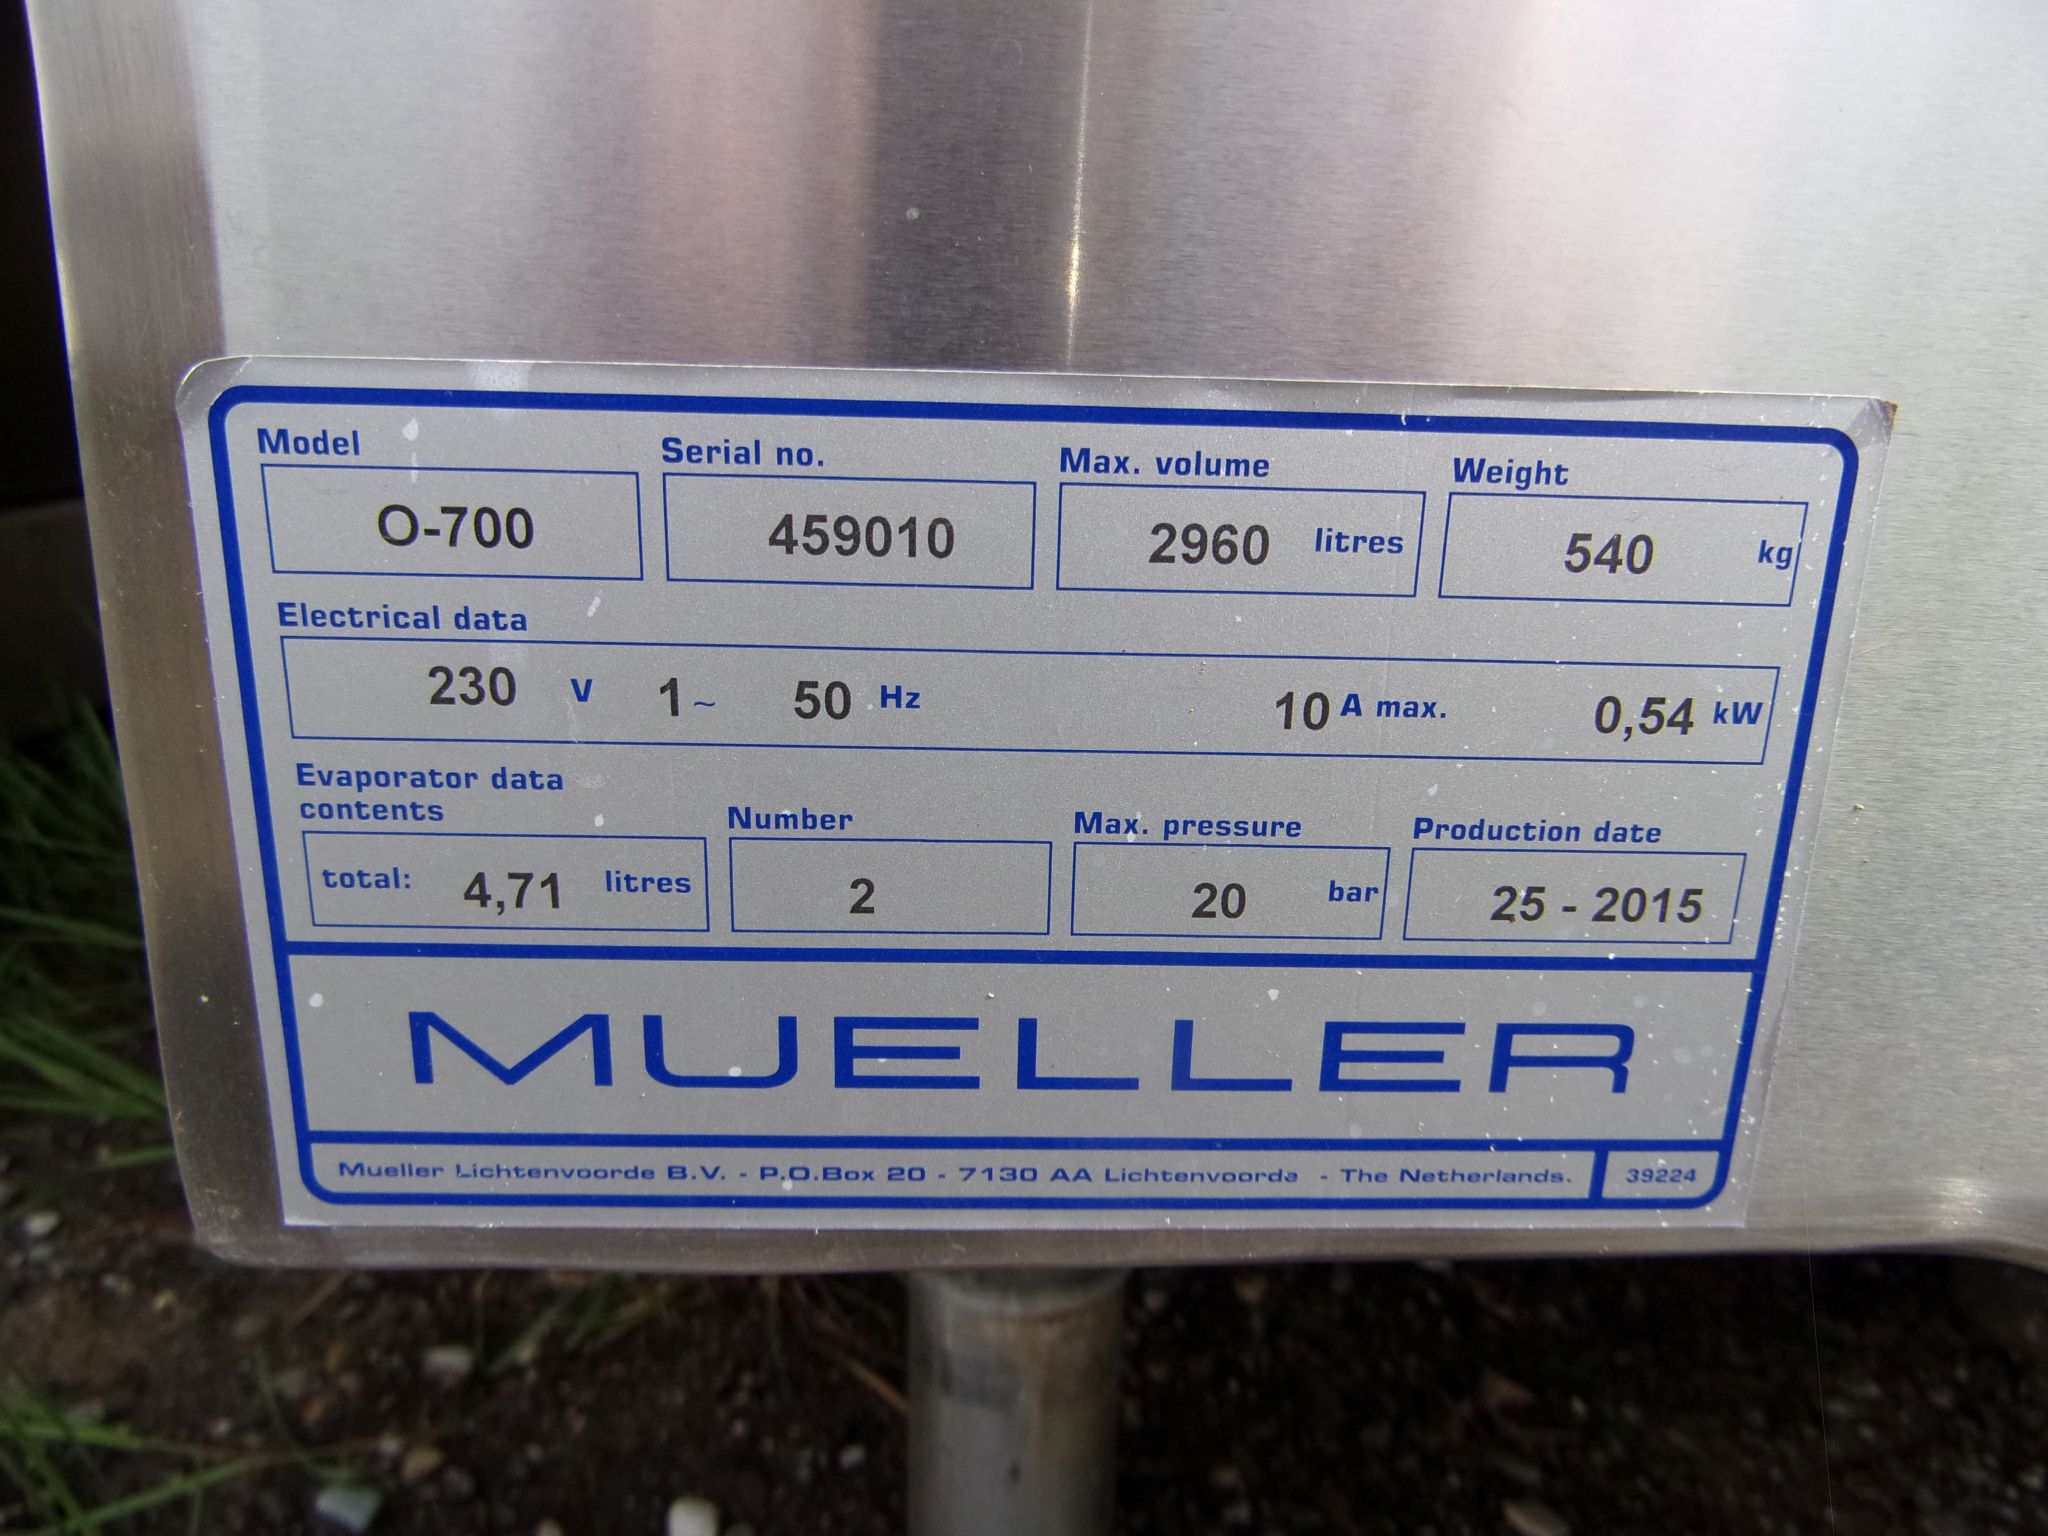 Model Serial no. Max. volume Weight
O-700 459010 2960 litres 540 kg
Electrical data
230 V 1~ 50 Hz 10 A max. 0,54 kW
Evaporator data
contents Number Max. pressure Production date
total: 4,71 litres 2 20 bar 25 - 2015
MUELLER
Mueller Lichtenvoorde B.V. - P.O.Box 20 - 7130 AA Lichtenvoorde - The Netherlands. 39224